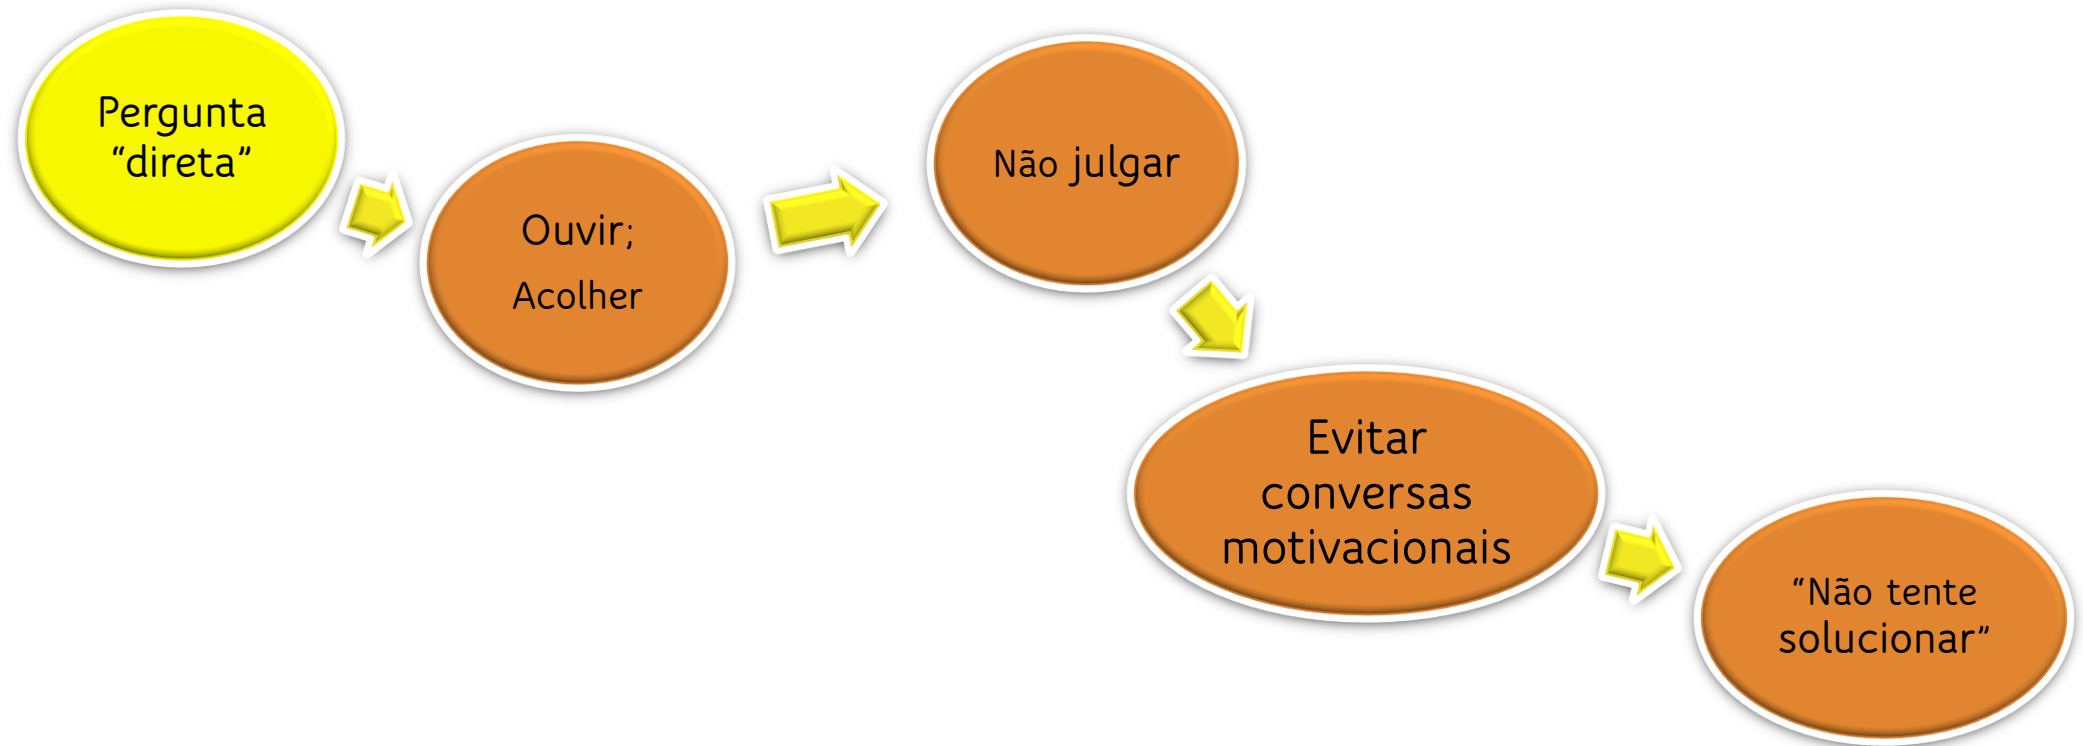 Pergunta
“direta”
Ouvir;
Acolher
Não julgar
Evitar
conversas
motivacionais
“Não tente
solucionar”